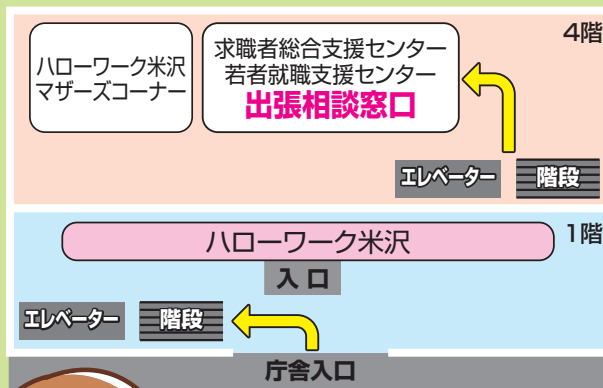 4階
ハローワーク米沢
マザーズコーナー
求職者総合支援センター
若者就職支援センター
出張相談窓口
エレベーター
階段
1階
ハローワーク米沢
入口
エレベーター
階段
庁舎入口